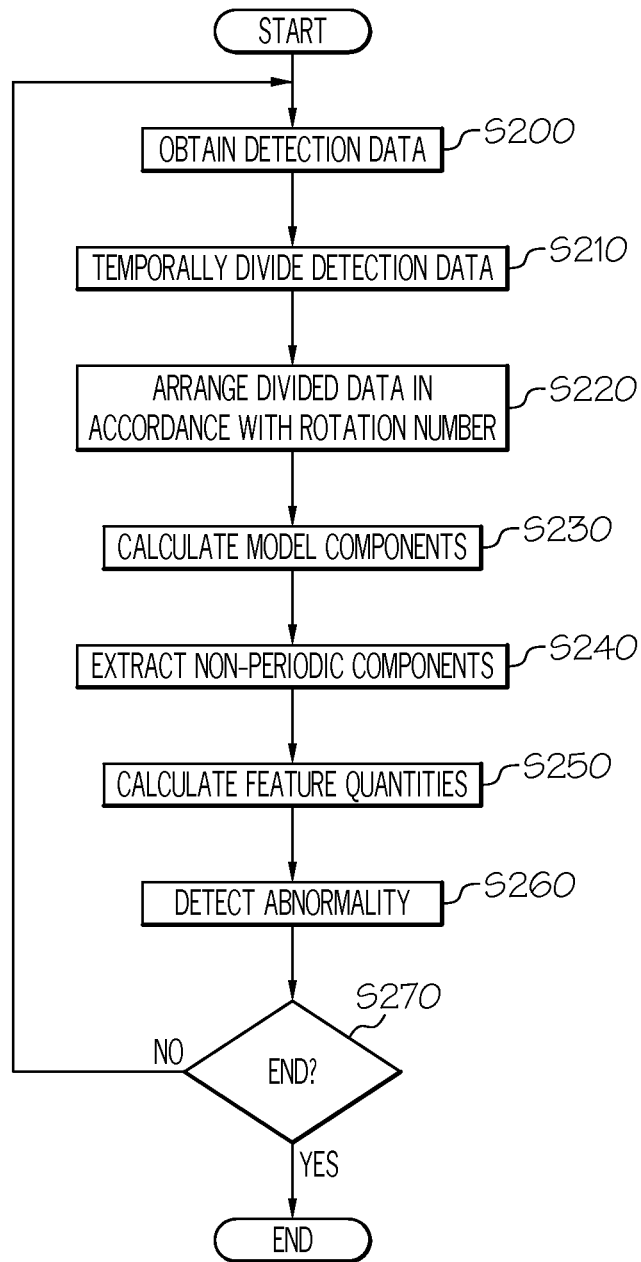 START
OBTAIN DETECTION DATA
S200
TEMPORALLY DIVIDE DETECTION DATA
S210
ARRANGE DIVIDED DATA IN
ACCORDANCE WITH ROTATION NUMBER
S220
CALCULATE MODEL COMPONENTS
S230
EXTRACT NON-PERIODIC COMPONENTS
S240
CALCULATE FEATURE QUANTITIES
S250
DETECT ABNORMALITY
S260
S270
NO
END?
YES
END